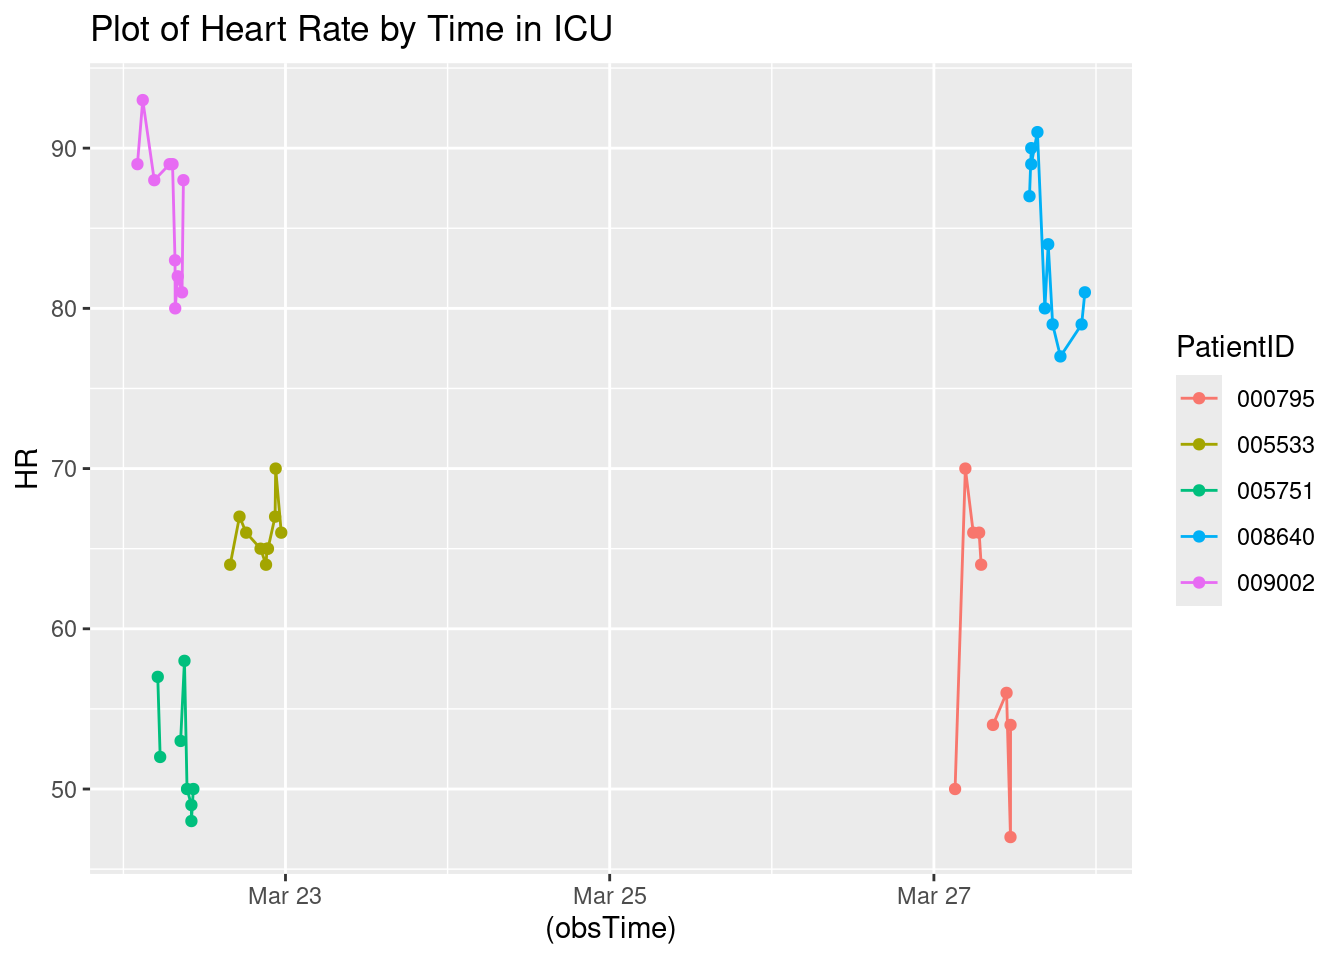 Plot of Heart Rate by Time in ICU
90
80
70
60
50
HR
Mar 23
Mar 25
Mar 27
(obsTime)
PatientID
000795
005533
005751
008640
009002